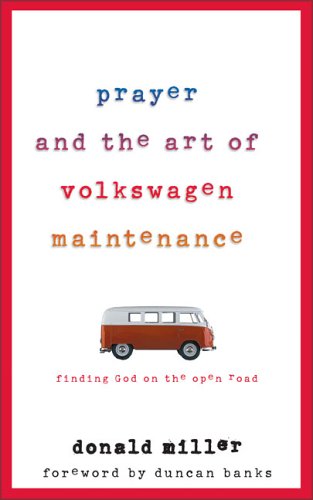 prayer
and the art of
volkswagen
maintenance
finding God on the open road
donald miller
foreword by duncan banks